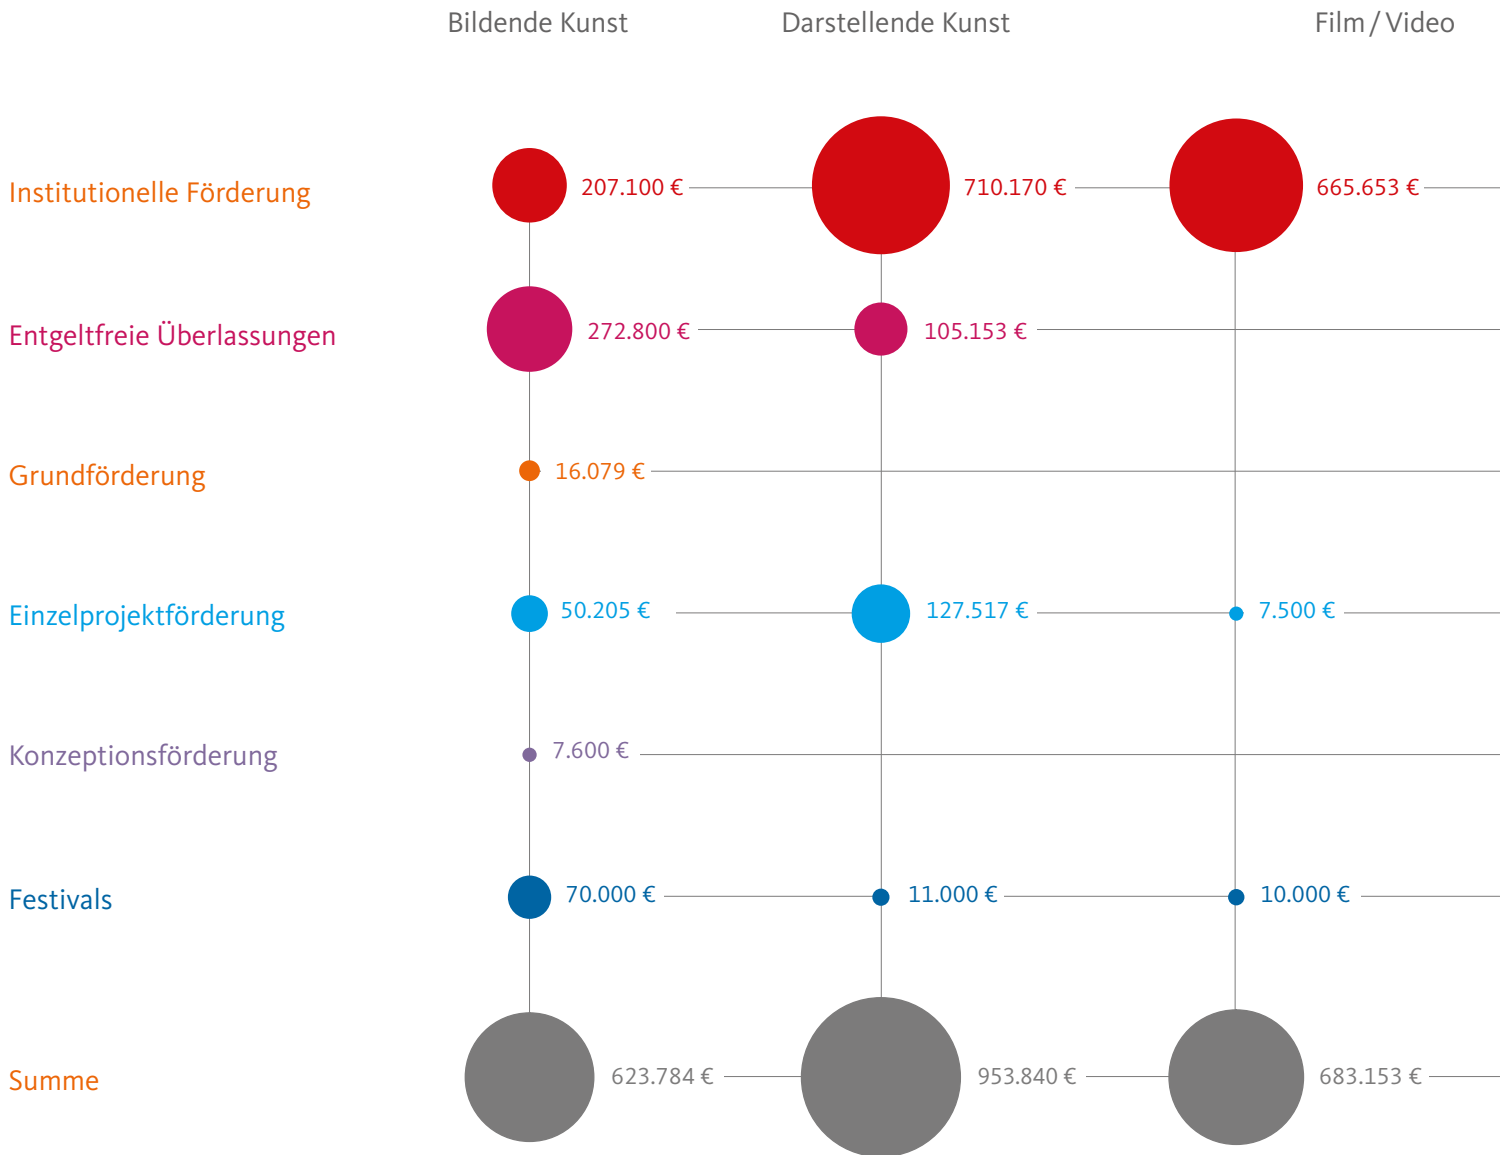 Bildende Kunst Darstellende Kunst Film / Video
Institutionelle Förderung 207.100 € 710.170 € 665.653 €
Entgeltfreie Überlassungen 272.800 € 105.153 €
Grundförderung 16.079 €
Einzelprojektförderung 50.205 € 127.517 € 7.500 €
Konzeptionsförderung 7.600 €
Festivals 70.000 € 11.000 € 10.000 €
Summe 623.784 € 953.840 € 683.153 €